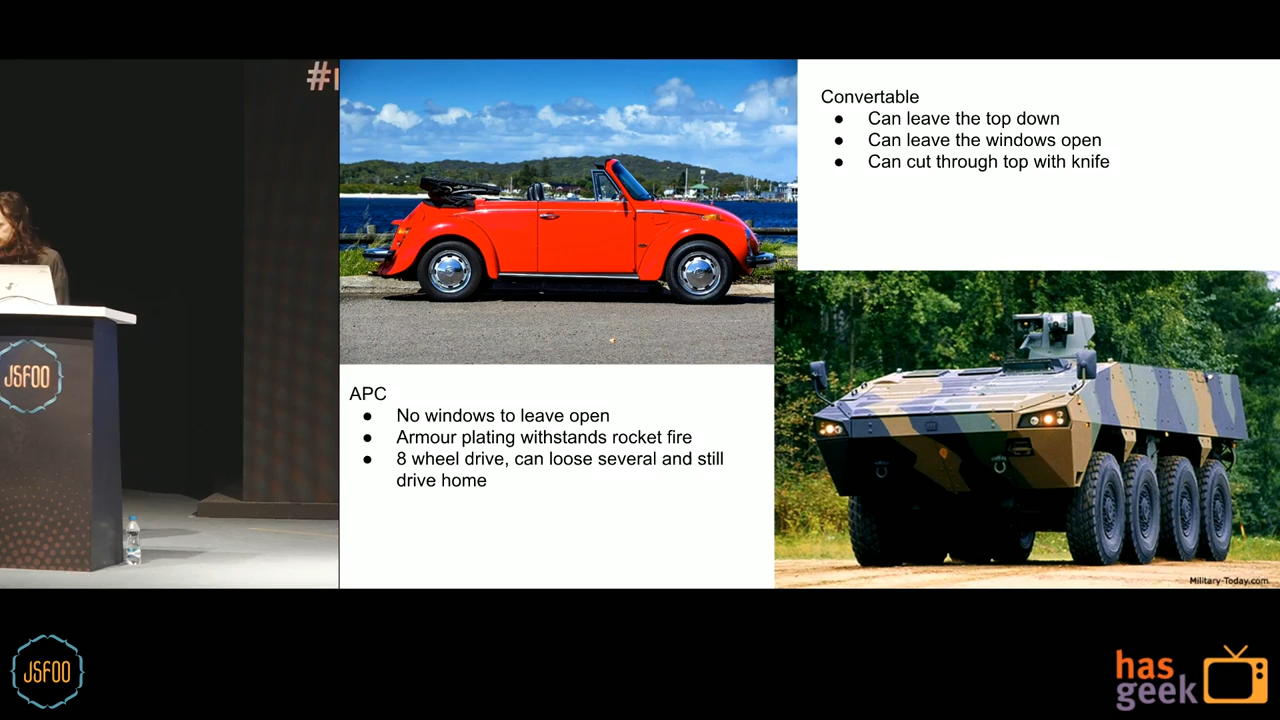 #
Convertable
● Can leave the top down
● Can leave the windows open
● Can cut through top with knife
APC
● No windows to leave open
● Armour plating withstands rocket fire
● 8 wheel drive, can loose several and still
drive home
Military-Today.com
JSFOO
JSFOO
has
geek